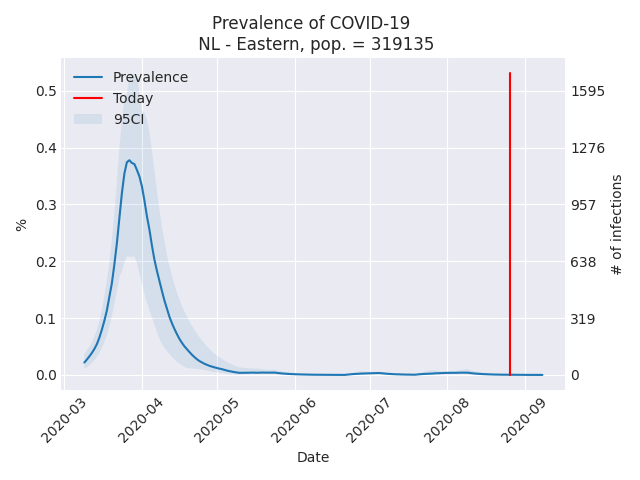 Prevalence of COVID-19
NL - Eastern, pop. = 319135
Prevalence
Today
95CI
0.5
0.4
0.3
0.2
0.1
0.0
%
1595
1276
957
638
319
0
# of infections
2020-03
2020-04
2020-05
2020-06
2020-07
2020-08
2020-09
Date